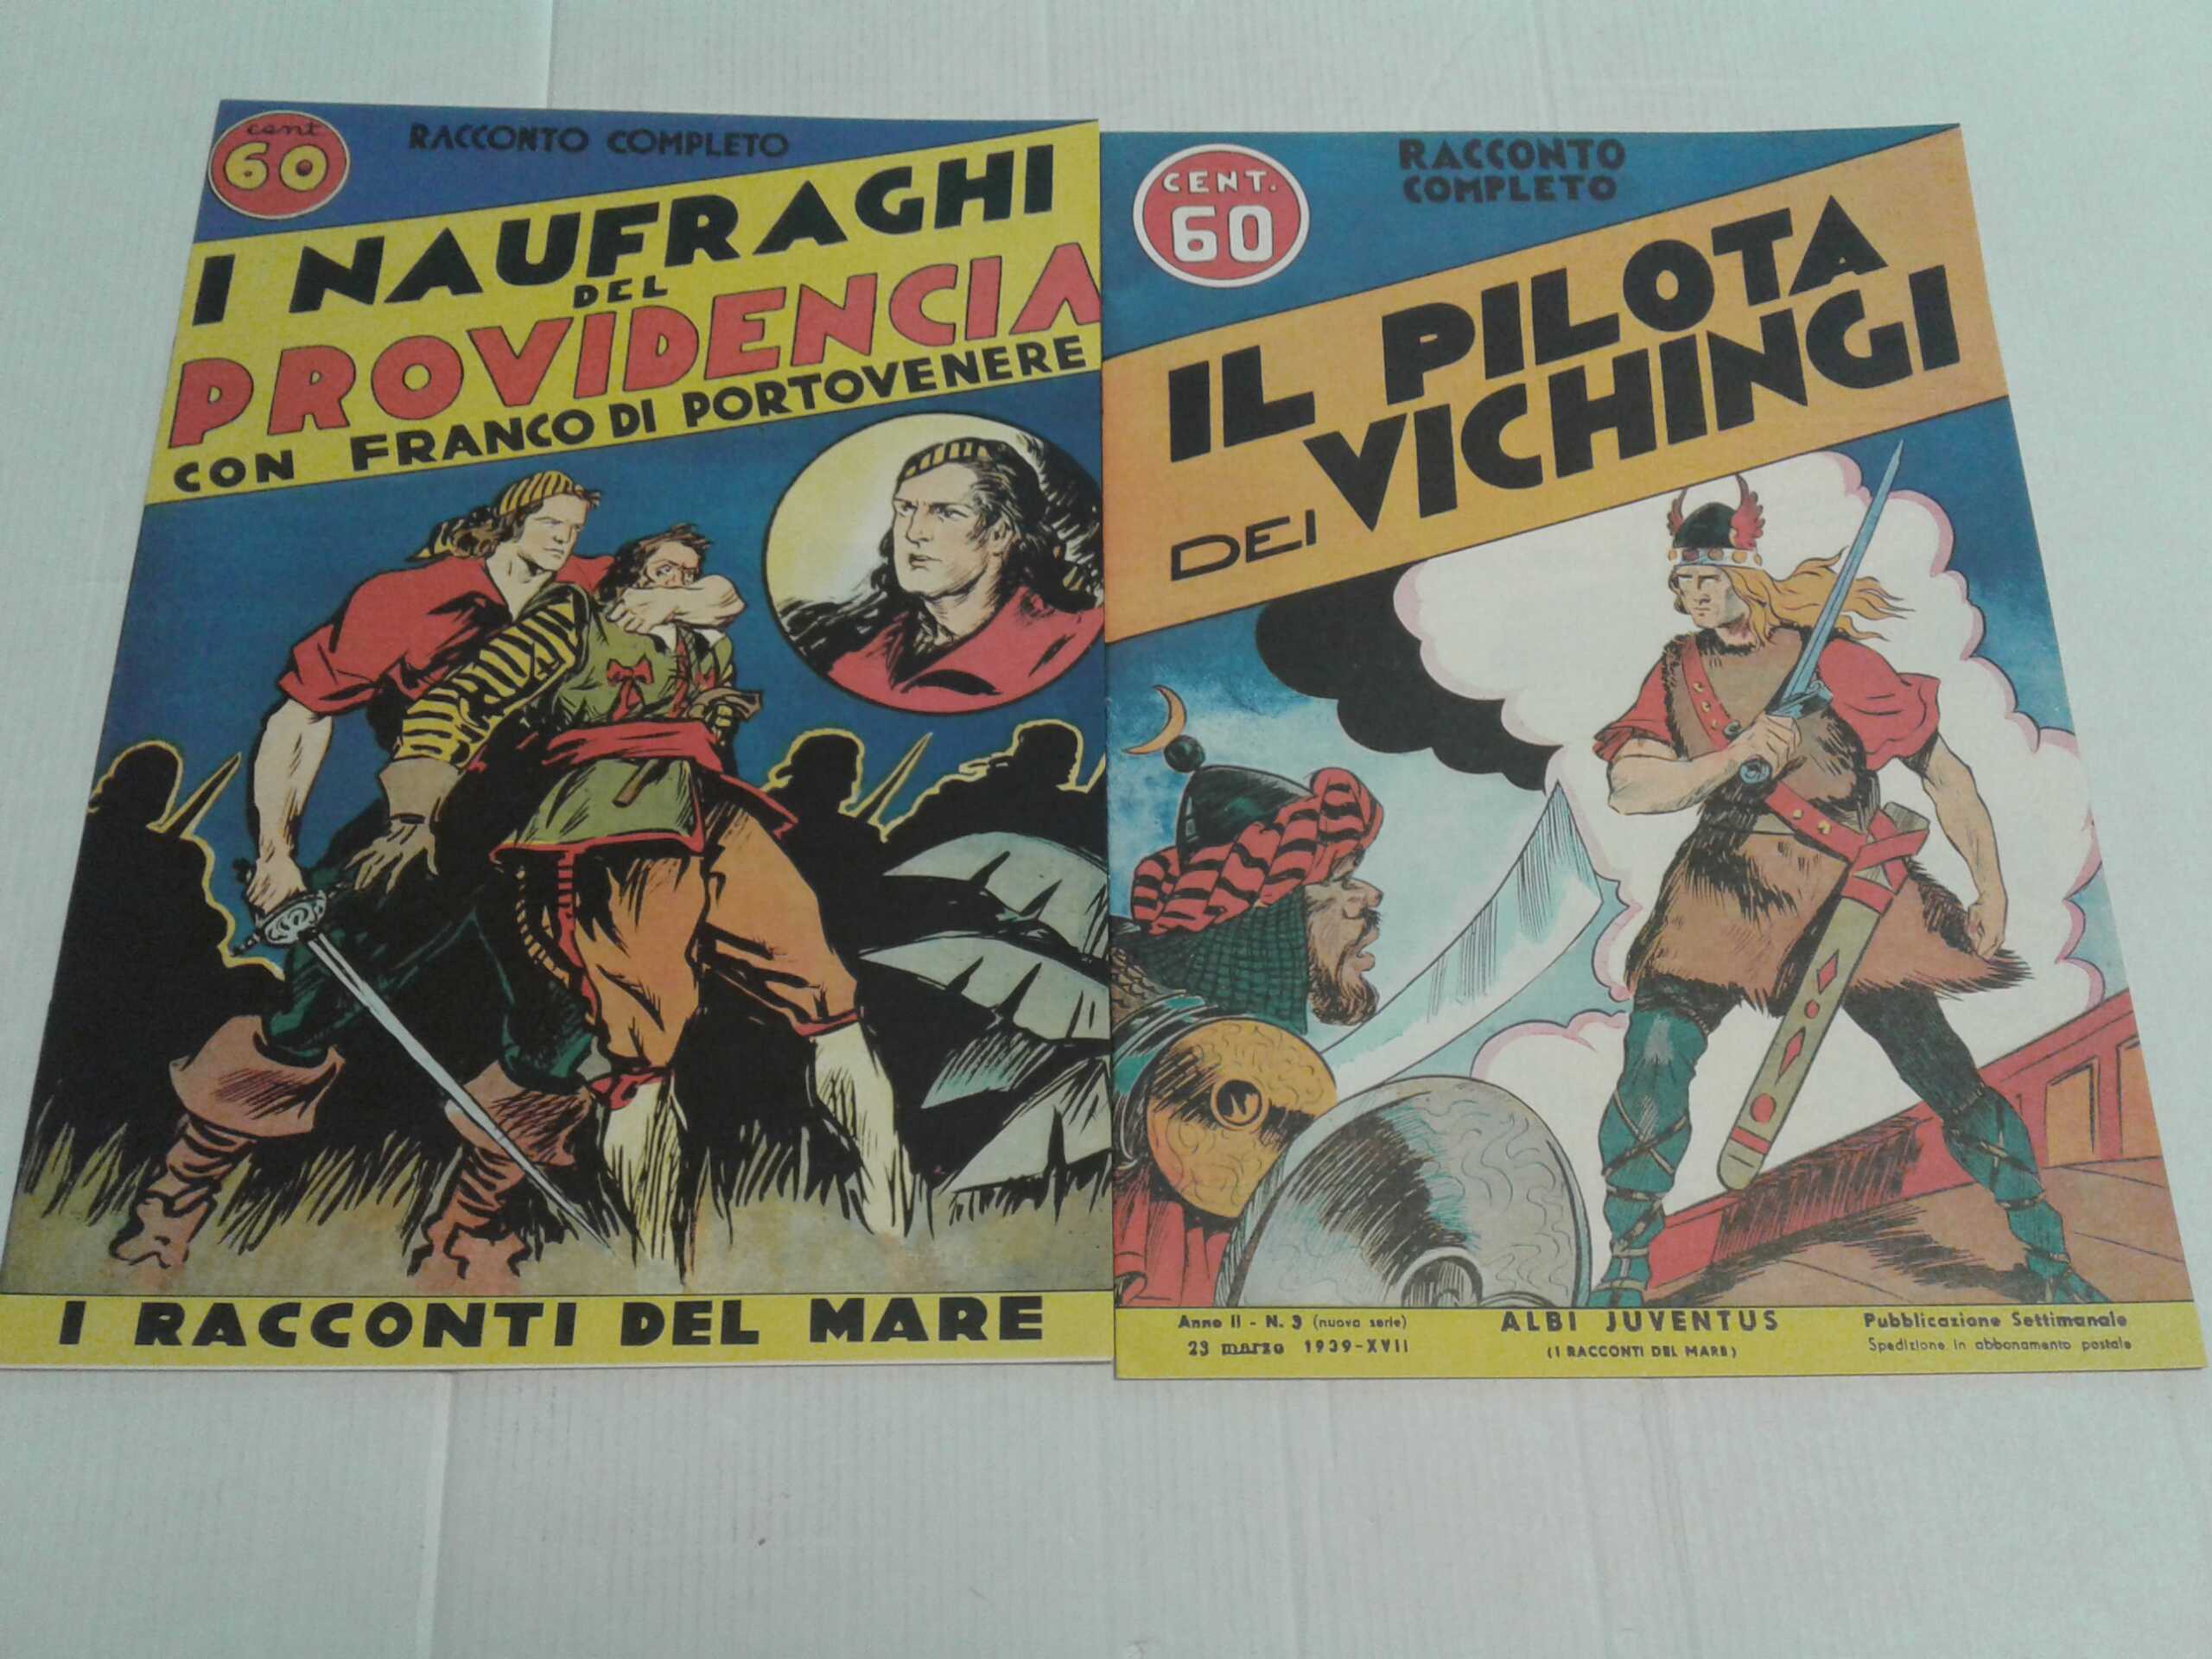 cent
60
RACCONTO COMPLETO
I NAUFRAGHI
DEL
PROVIDENCIA
CON FRANCO DI PORTOVENERE
I RACCONTI DEL MARE
CENT.
60
RACCONTO
COMPLETO
IL PILOTA
DEI VICHINGI
Anno II - N. 3 (nuova serie)
23 marzo 1939-XVII
ALBI JUVENTUS
(I RACCONTI DEL MARE)
Pubblicazione Settimanale
Spedizione in abbonamento postale